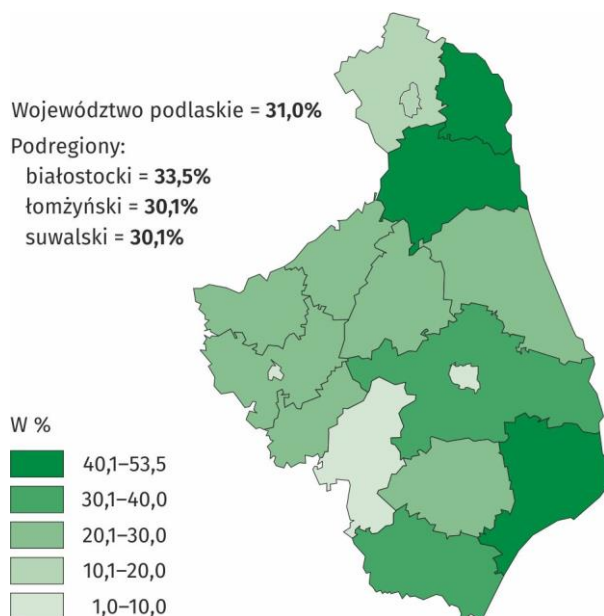 Województwo podlaskie = 31,0%
Podregiony:
białostocki = 33,5%
łomżyński = 30,1%
suwalski = 30,1%
W %
40,1–53,5
30,1–40,0
20,1–30,0
10,1–20,0
1,0–10,0